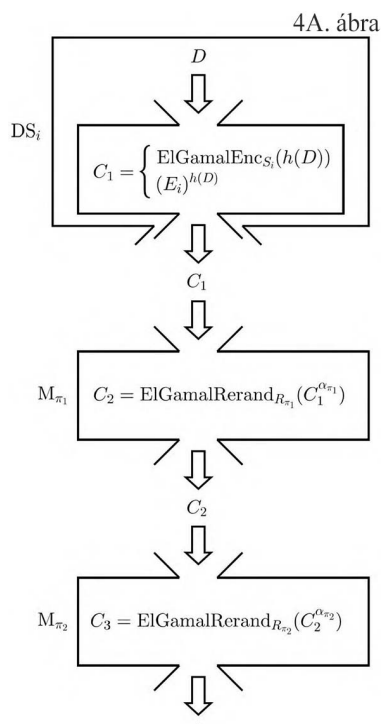 4A. ábra
D
DS_i
C_1 = { ElGamalEnc_{S_i}(h(D))
(E_i)^{h(D)}
C_1
M_{π_1} C_2 = ElGamalRerand_{R_{π_1}}(C_1^{α_{π_1}})
C_2
M_{π_2} C_3 = ElGamalRerand_{R_{π_2}}(C_2^{α_{π_2}})